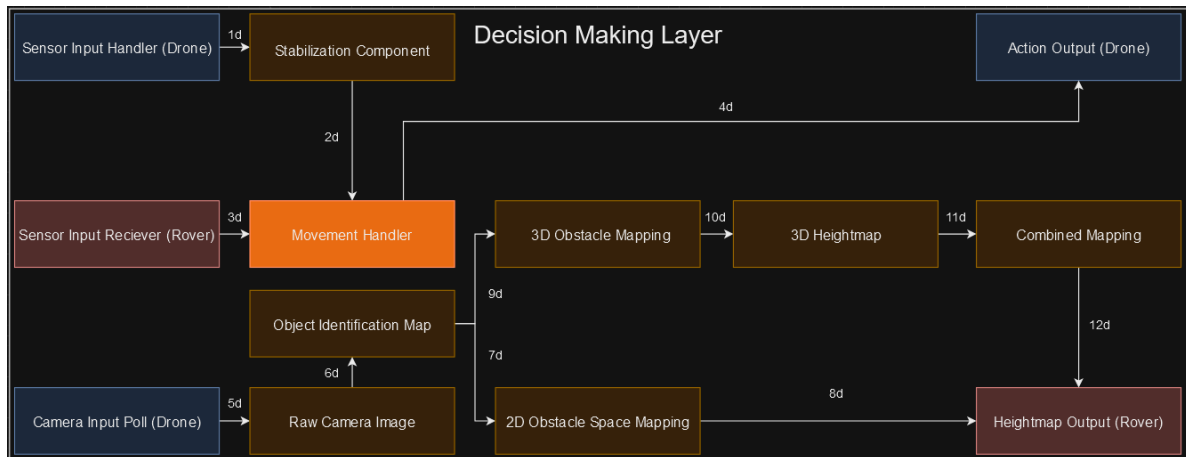 Decision Making Layer
Sensor Input Handler (Drone)
1d
Stabilization Component
Action Output (Drone)
2d
4d
Sensor Input Reciever (Rover)
3d
Movement Handler
3D Obstacle Mapping
10d
3D Heightmap
11d
Combined Mapping
9d
Object Identification Map
12d
7d
6d
Camera Input Poll (Drone)
5d
Raw Camera Image
2D Obstacle Space Mapping
8d
Heightmap Output (Rover)